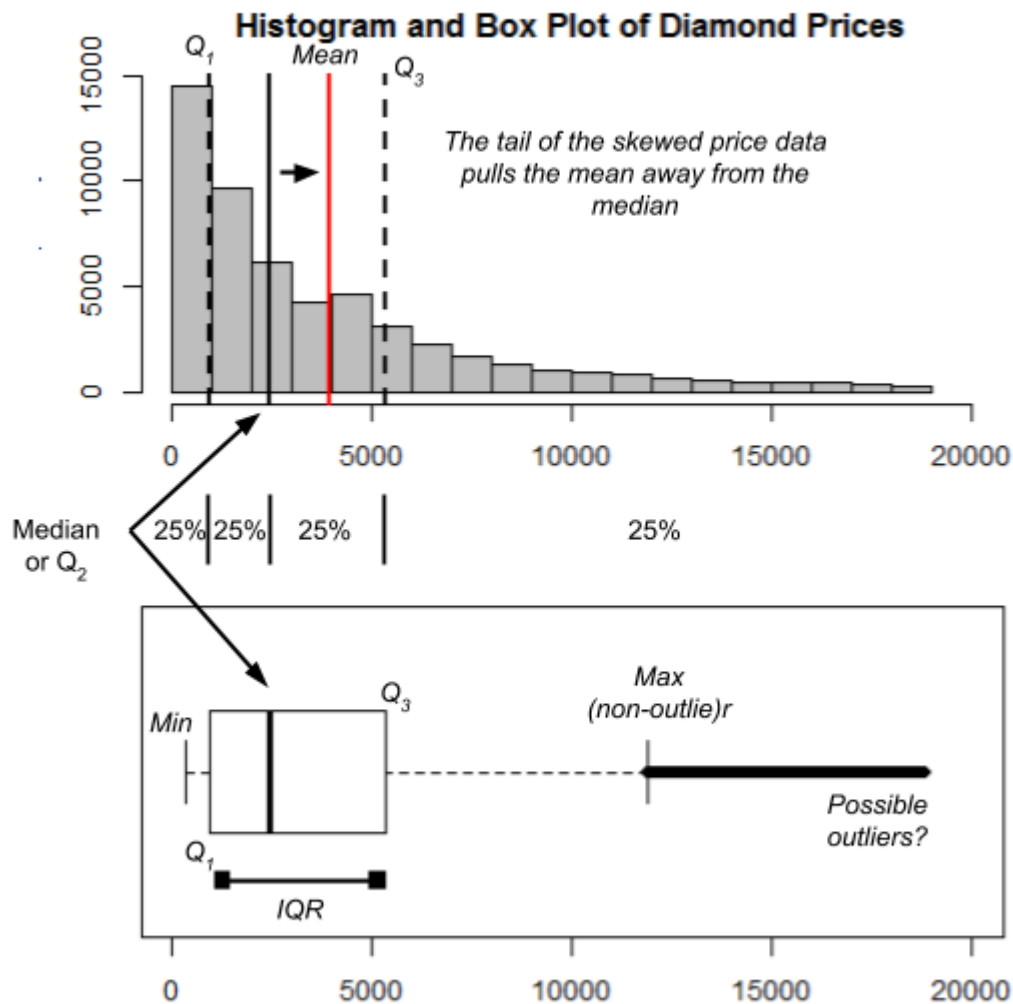 Histogram and Box Plot of Diamond Prices
Q1
Mean
Q3
15000
10000
5000
0
The tail of the skewed price data
pulls the mean away from the
median
0 5000 10000 15000 20000
Median
or Q2
25% 25% 25% 25%
Max
(non-outlie)r
Q3
Min
Possible
outliers?
Q1
IQR
0 5000 10000 15000 20000